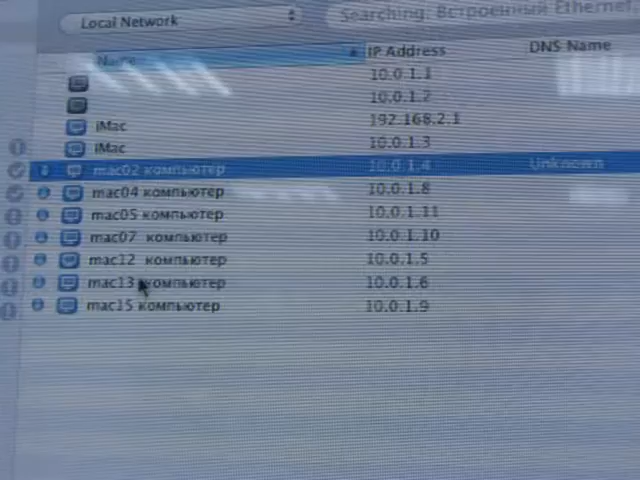 Local Network Searching: Встроенный Ethernet,
Name IP Address DNS Name
10.0.1.1
10.0.1.2
iMac 192.168.2.1
iMac 10.0.1.3
mac02 компьютер 10.0.1.4 Unknown
mac04 компьютер 10.0.1.8
mac05 компьютер 10.0.1.11
mac07 компьютер 10.0.1.10
mac12 компьютер 10.0.1.5
mac13 компьютер 10.0.1.6
mac15 компьютер 10.0.1.9